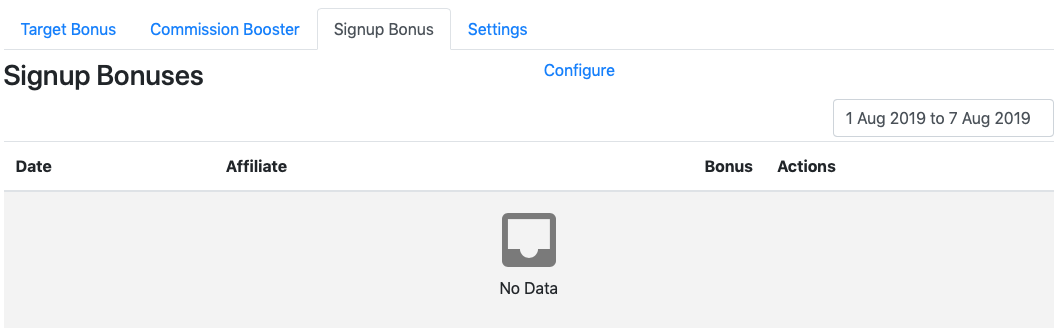 Target Bonus Commission Booster Signup Bonus Settings
Signup Bonuses Configure
1 Aug 2019 to 7 Aug 2019
Date Affiliate Bonus Actions
No Data